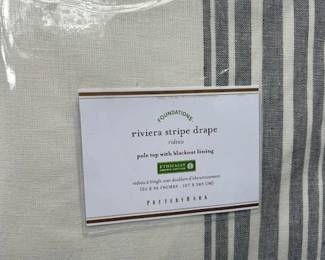 FOUNDATIONS
riviera stripe drape
rideau
pole top with blackout lining
ETHICALLY
rideau à tringle avec doublure d'obscurcissement
POTTERY BARN